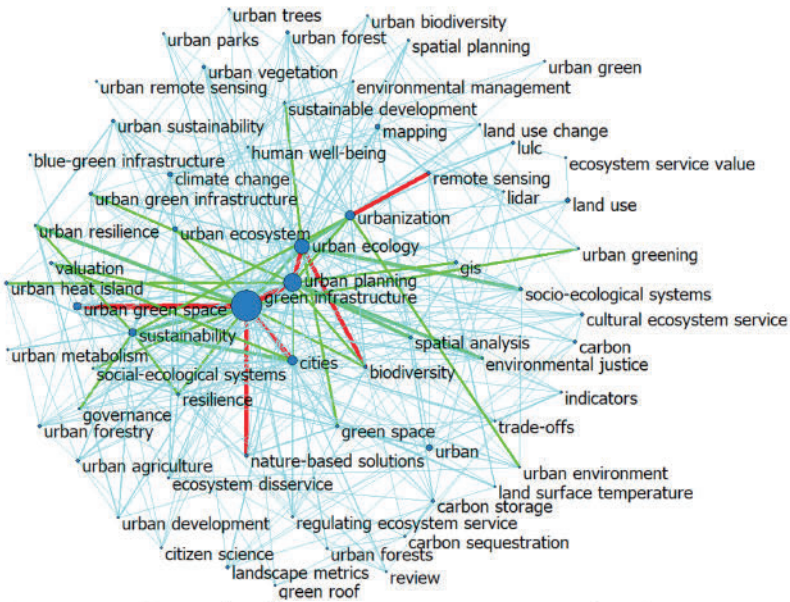 urban trees
urban biodiversity
urban parks
urban forest
spatial planning
urban green
urban vegetation
urban remote sensing
environmental management
sustainable development
urban sustainability
mapping
land use change
lulc
human well-being
blue-green infrastructure
ecosystem service value
climate change
remote sensing
urban green infrastructure
lidar
land use
urbanization
urban resilience
urban ecosystem
urban ecology
urban greening
valuation
gis
urban heat island
urban planning
socio-ecological systems
green infrastructure
urban green space
cultural ecosystem service
sustainability
spatial analysis
carbon
urban metabolism
cities
environmental justice
social-ecological systems
biodiversity
resilience
indicators
governance
trade-offs
urban forestry
green space
urban
urban agriculture
nature-based solutions
urban environment
ecosystem disservice
land surface temperature
carbon storage
urban development
regulating ecosystem service
carbon sequestration
citizen science
urban forests
landscape metrics
review
green roof